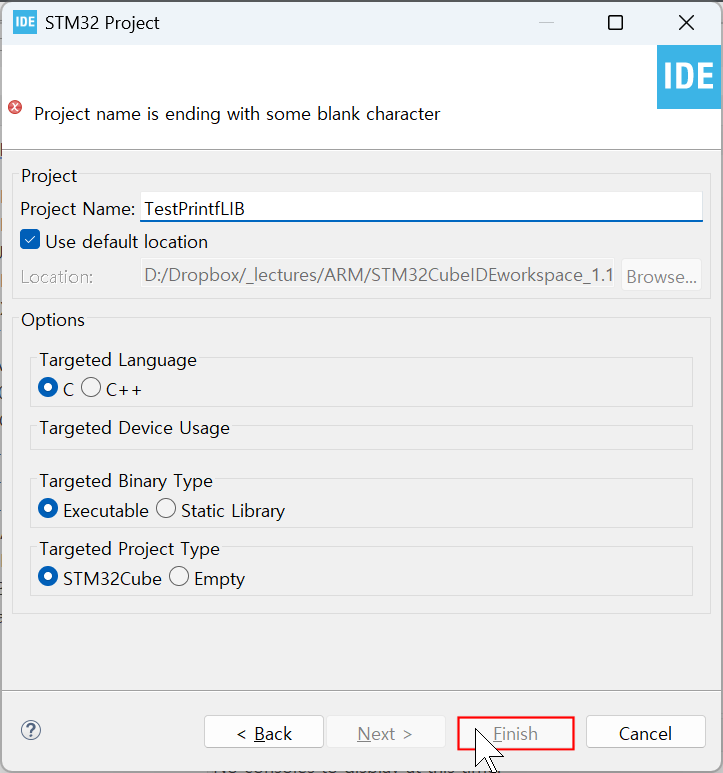 IDE STM32 Project
IDE
Project name is ending with some blank character
Project
Project Name: TestPrintfLIB
Use default location
Location: D:/Dropbox/_lectures/ARM/STM32CubeIDEworkspace_1.1 Browse...
Options
Targeted Language
C C++
Targeted Device Usage
Targeted Binary Type
Executable Static Library
Targeted Project Type
STM32Cube Empty
? < Back Next > Finish Cancel
No consoles to display at this time.